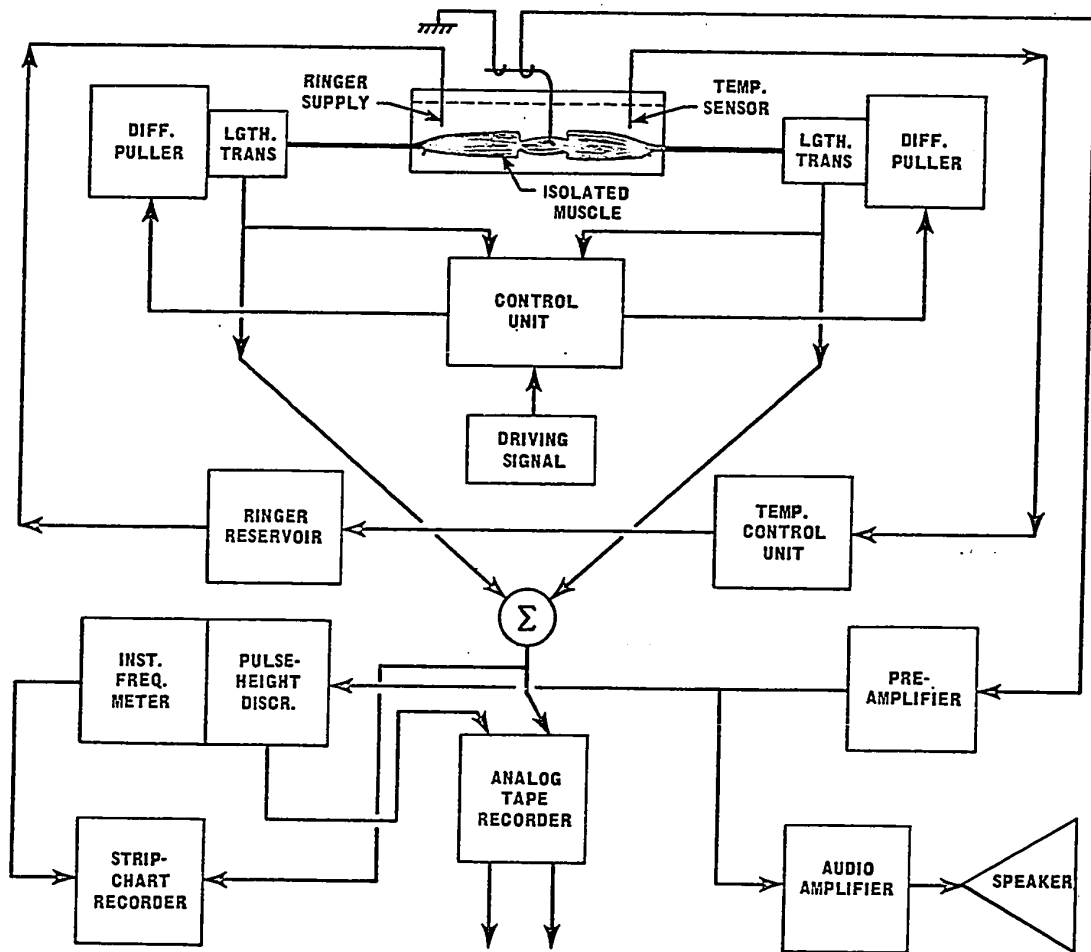 RINGER
SUPPLY
TEMP.
SENSOR
DIFF.
PULLER
LGTH.
TRANS
LGTH.
TRANS
DIFF.
PULLER
ISOLATED
MUSCLE
CONTROL
UNIT
DRIVING
SIGNAL
RINGER
RESERVOIR
TEMP.
CONTROL
UNIT
Σ
INST.
FREQ.
METER
PULSE-
HEIGHT
DISCR.
PRE-
AMPLIFIER
ANALOG
TAPE
RECORDER
STRIP-
CHART
RECORDER
AUDIO
AMPLIFIER
SPEAKER